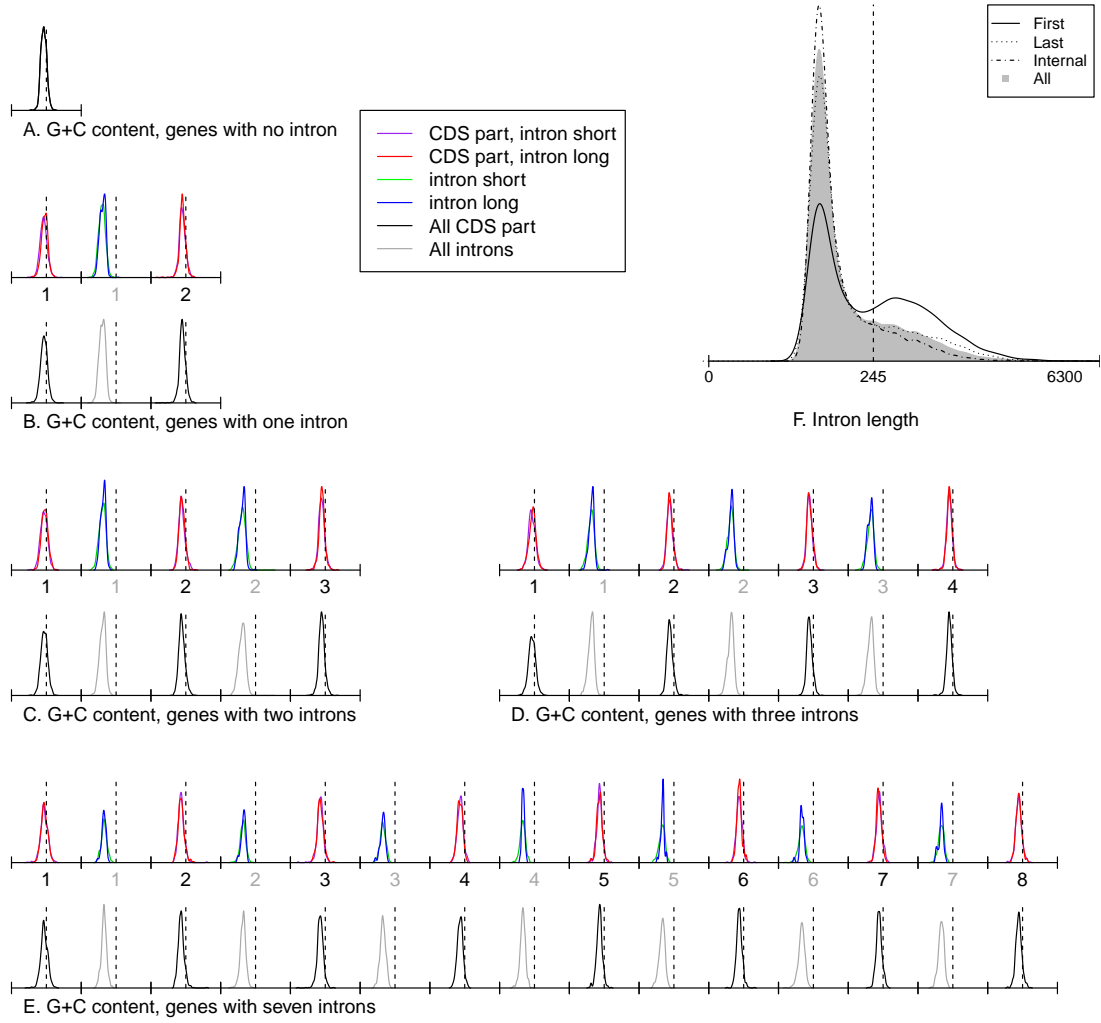 First
Last
Internal
All
A. G+C content, genes with no intron
CDS part, intron short
CDS part, intron long
intron short
intron long
All CDS part
All introns
1 1 2
B. G+C content, genes with one intron
0 245 6300
F. Intron length
1 1 2 2 3
C. G+C content, genes with two introns
1 1 2 2 3 3 4
D. G+C content, genes with three introns
1 1 2 2 3 3 4 4 5 5 6 6 7 7 8
E. G+C content, genes with seven introns